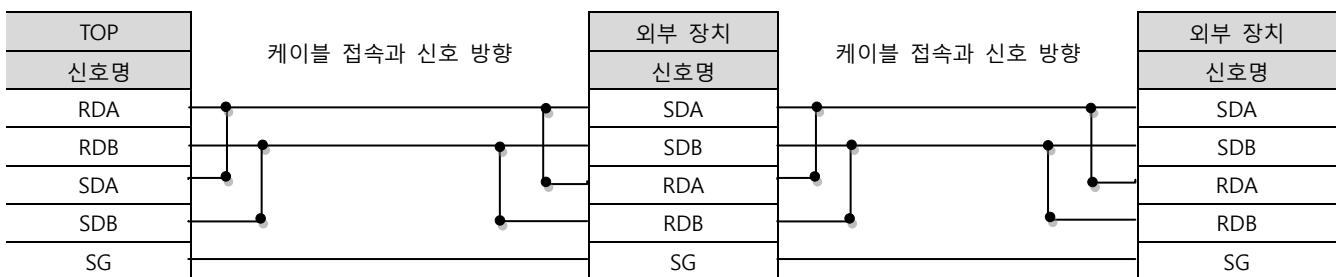 TOP 케이블 접속과 신호 방향 외부 장치 케이블 접속과 신호 방향 외부 장치
신호명 신호명 신호명
RDA SDA SDA
RDB SDB SDB
SDA RDA RDA
SDB RDB RDB
SG SG SG